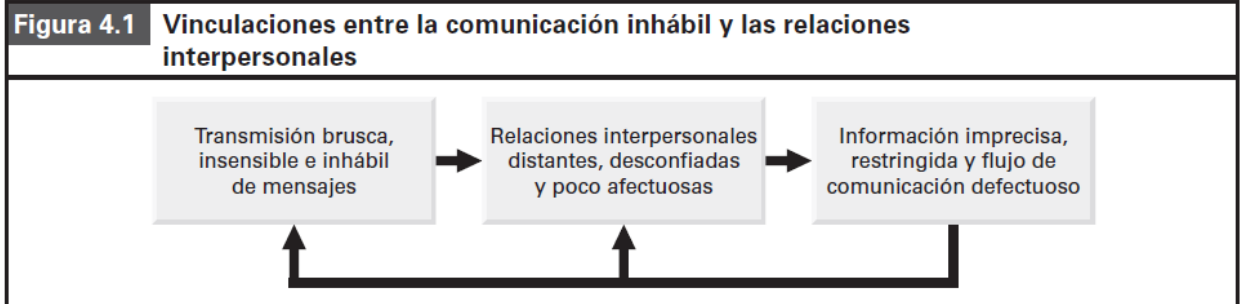 Figura 4.1 Vinculaciones entre la comunicación inhábil y las relaciones
interpersonales
Transmisión brusca,
insensible e inhábil
de mensajes
Relaciones interpersonales
distantes, desconfiadas
y poco afectuosas
Información imprecisa,
restringida y flujo de
comunicación defectuoso